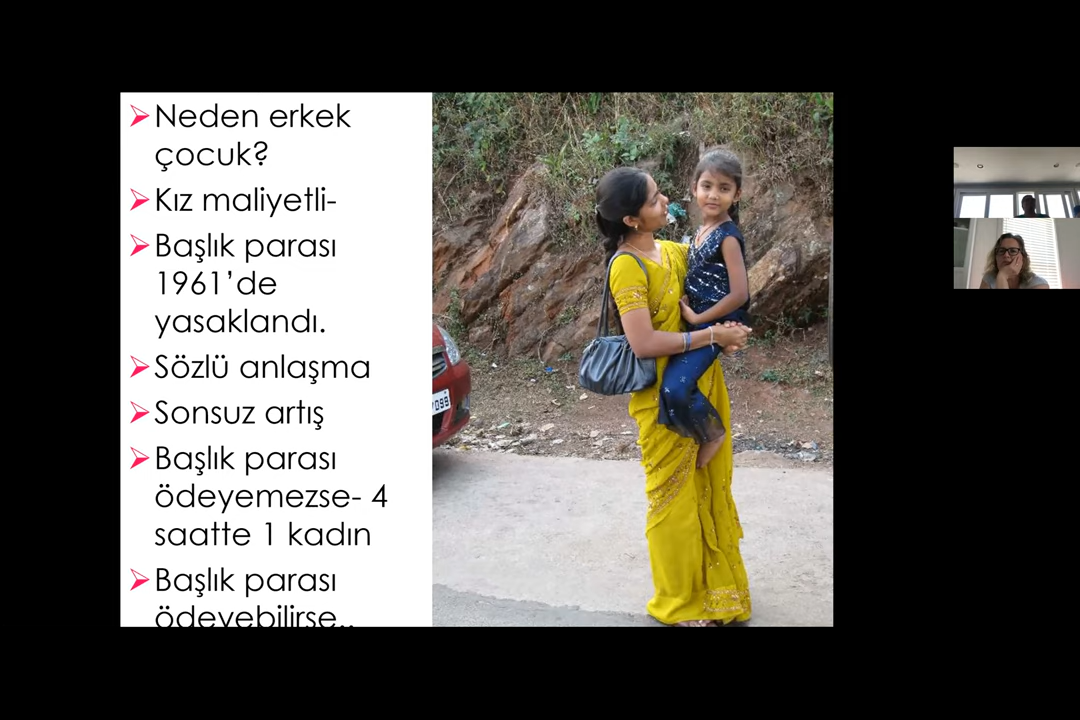 Neden erkek
çocuk?
Kız maliyetli-
Başlık parası
1961’de
yasaklandı.
Sözlü anlaşma
Sonsuz artış
Başlık parası
ödeyemezse- 4
saatte 1 kadın
Başlık parası
ödeyebilirse..